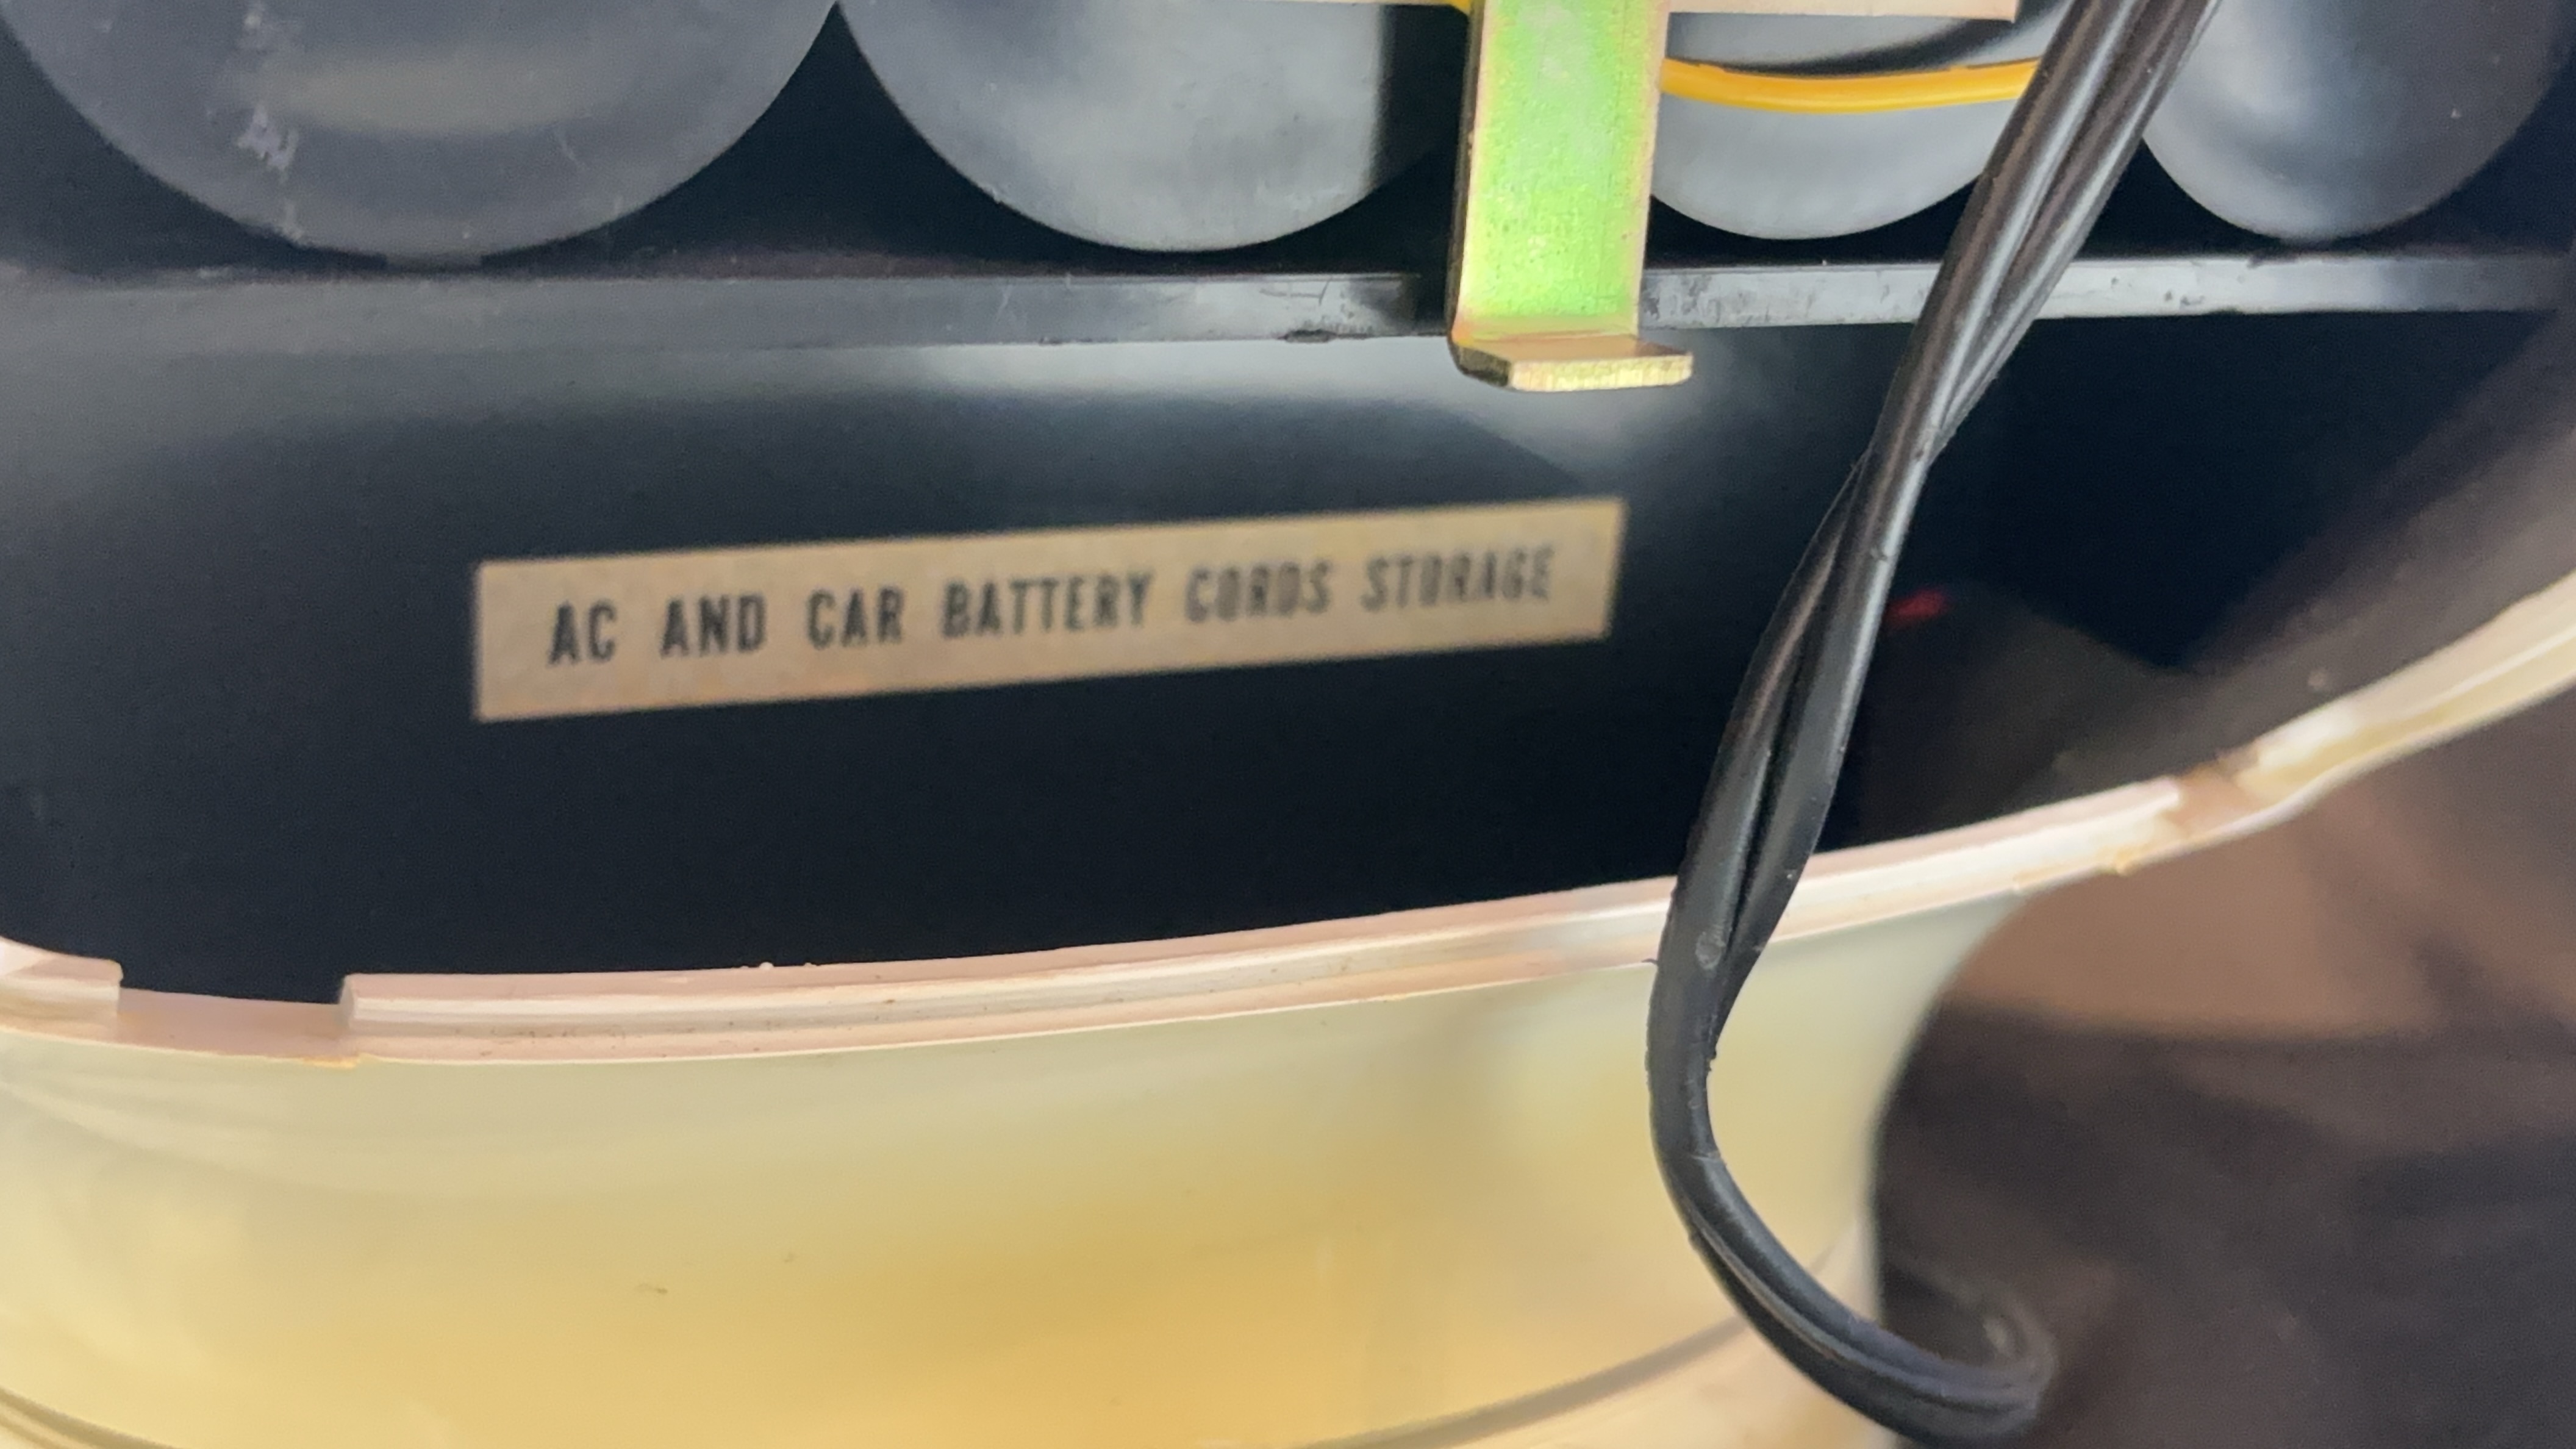 AC AND CAR BATTERY CORDS STORAGE